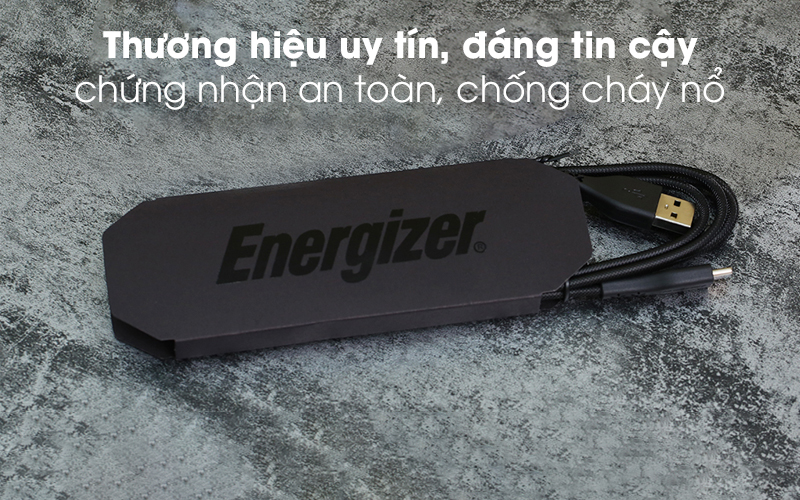 Thương hiệu uy tín, đáng tin cậy
chứng nhận an toàn, chống cháy nổ
Energizer®